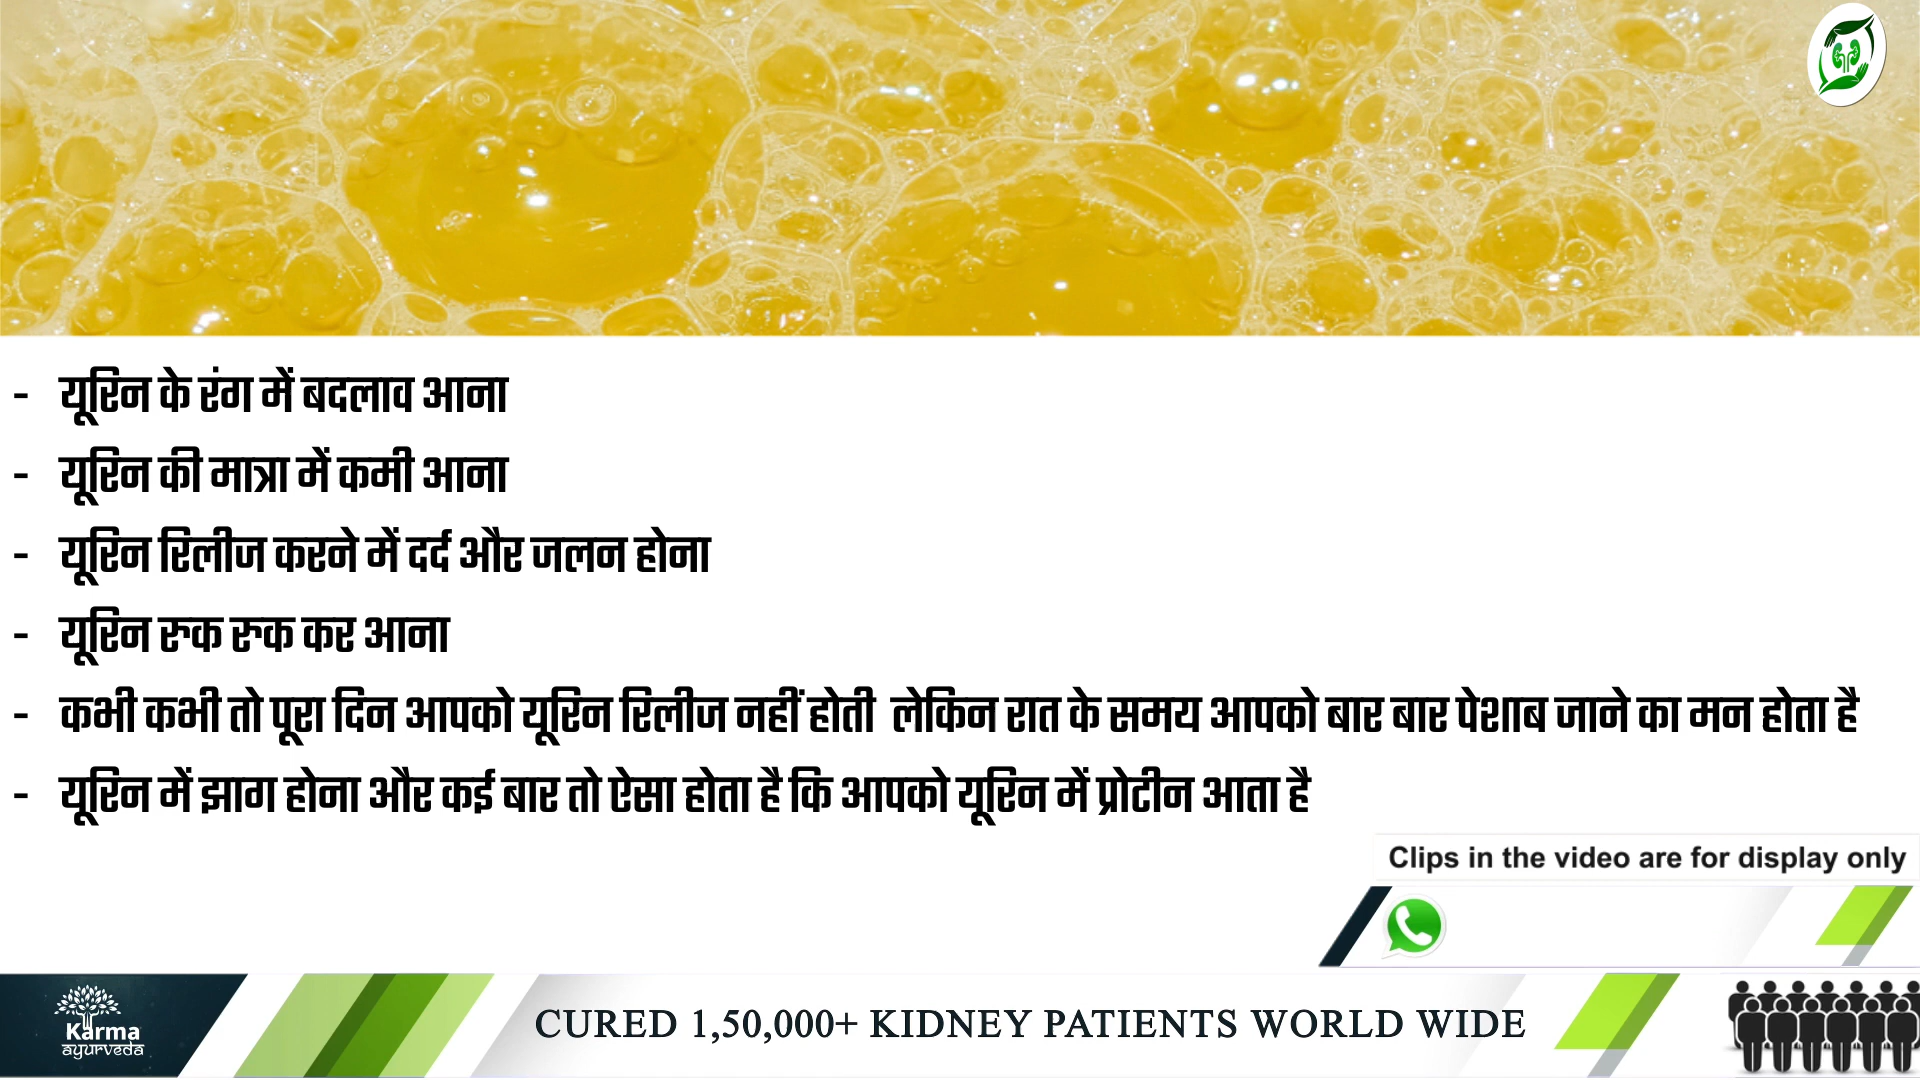 - यूरिन के रंग में बदलाव आना
- यूरिन की मात्रा में कमी आना
- यूरिन रिलीज करने में दर्द और जलन होना
- यूरिन रुक रुक कर आना
- कभी कभी तो पूरा दिन आपको यूरिन रिलीज नहीं होती लेकिन रात के समय आपको बार बार पेशाब जाने का मन होता है
- यूरिन में झाग होना और कई बार तो ऐसा होता है कि आपको यूरिन में प्रोटीन आता है
Clips in the video are for display only
Karma
ayurveda
CURED 1,50,000+ KIDNEY PATIENTS WORLD WIDE